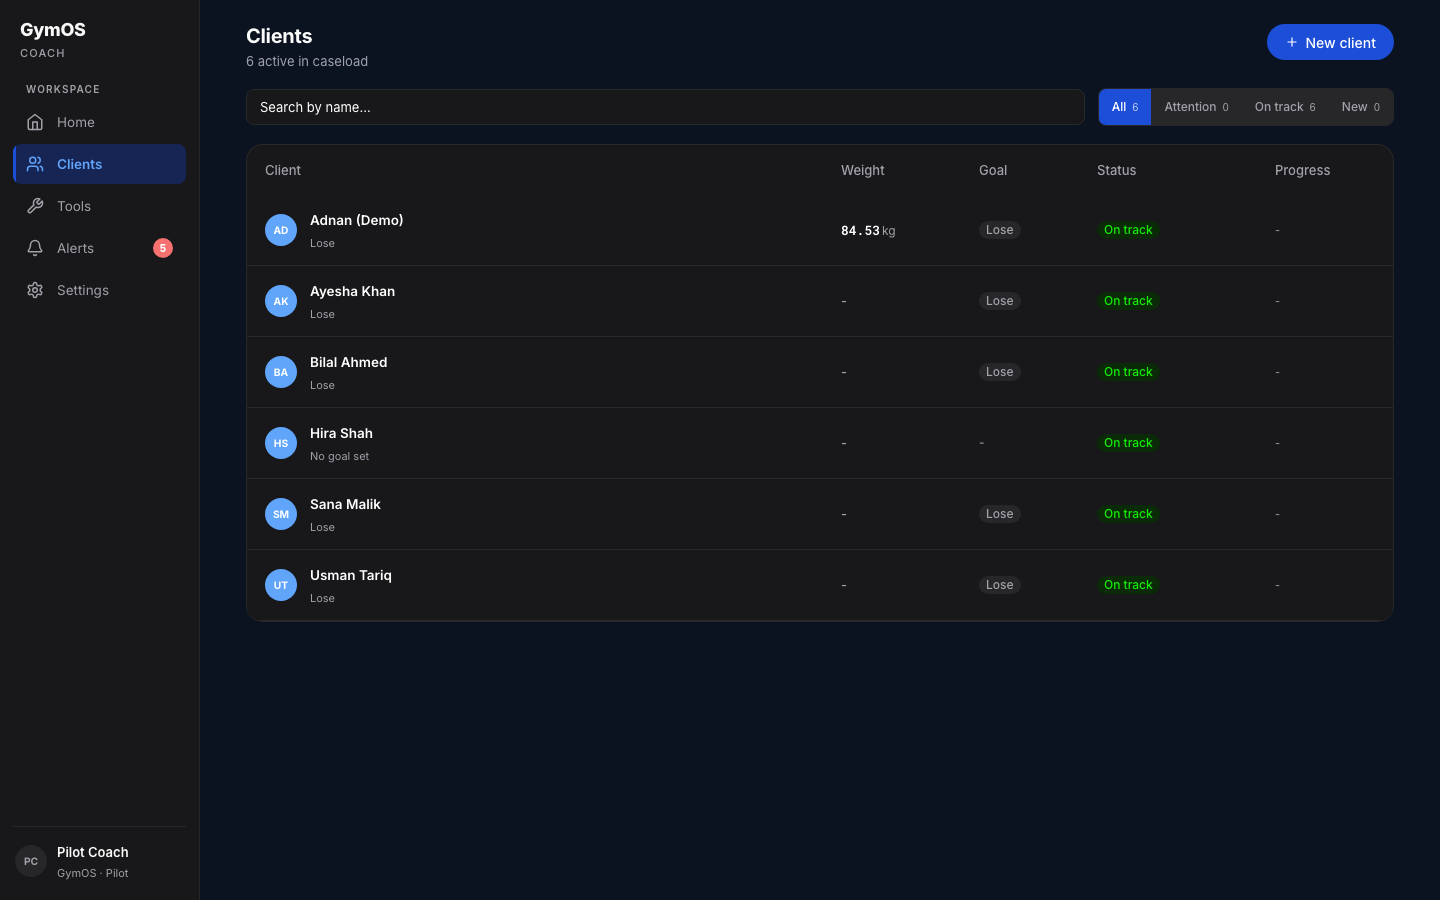 GymOS
COACH
WORKSPACE
Home
Clients
Tools
Alerts 5
Settings
PC Pilot Coach
GymOS · Pilot
Clients
6 active in caseload
+ New client
Search by name...
All 6 Attention 0 On track 6 New 0
Client Weight Goal Status Progress
AD Adnan (Demo) 84.53 kg Lose On track -
Lose
AK Ayesha Khan - Lose On track -
Lose
BA Bilal Ahmed - Lose On track -
Lose
HS Hira Shah - - On track -
No goal set
SM Sana Malik - Lose On track -
Lose
UT Usman Tariq - Lose On track -
Lose